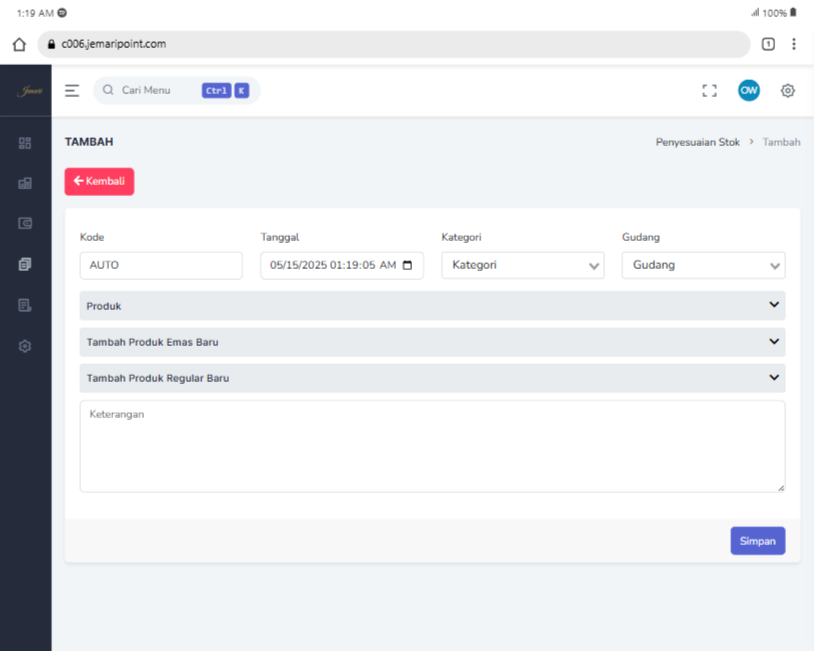 1:19 AM
100%
c006.jemaripoint.com
1
Jemari
Cari Menu
Ctrl K
OW
TAMBAH
Penyesuaian Stok > Tambah
Kembali
Kode
Tanggal
Kategori
Gudang
AUTO
05/15/2025 01:19:05 AM
Kategori
Gudang
Produk
Tambah Produk Emas Baru
Tambah Produk Regular Baru
Keterangan
Simpan